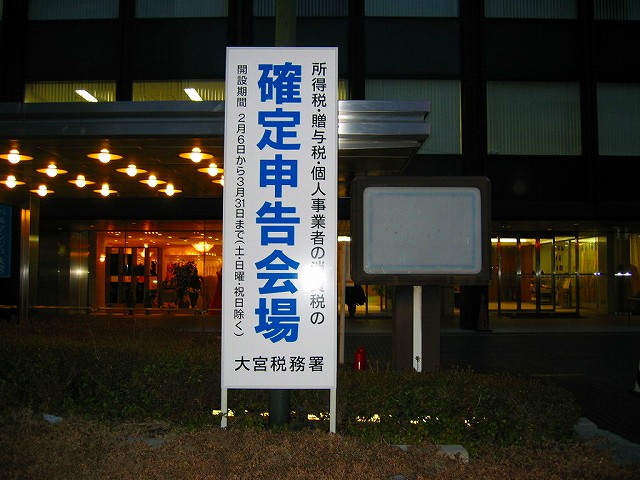 所得税・贈与税・個人事業者の消費税の
確定申告会場
開設期間 2月6日から3月31日まで(土・日曜・祝日除く)
大宮税務署